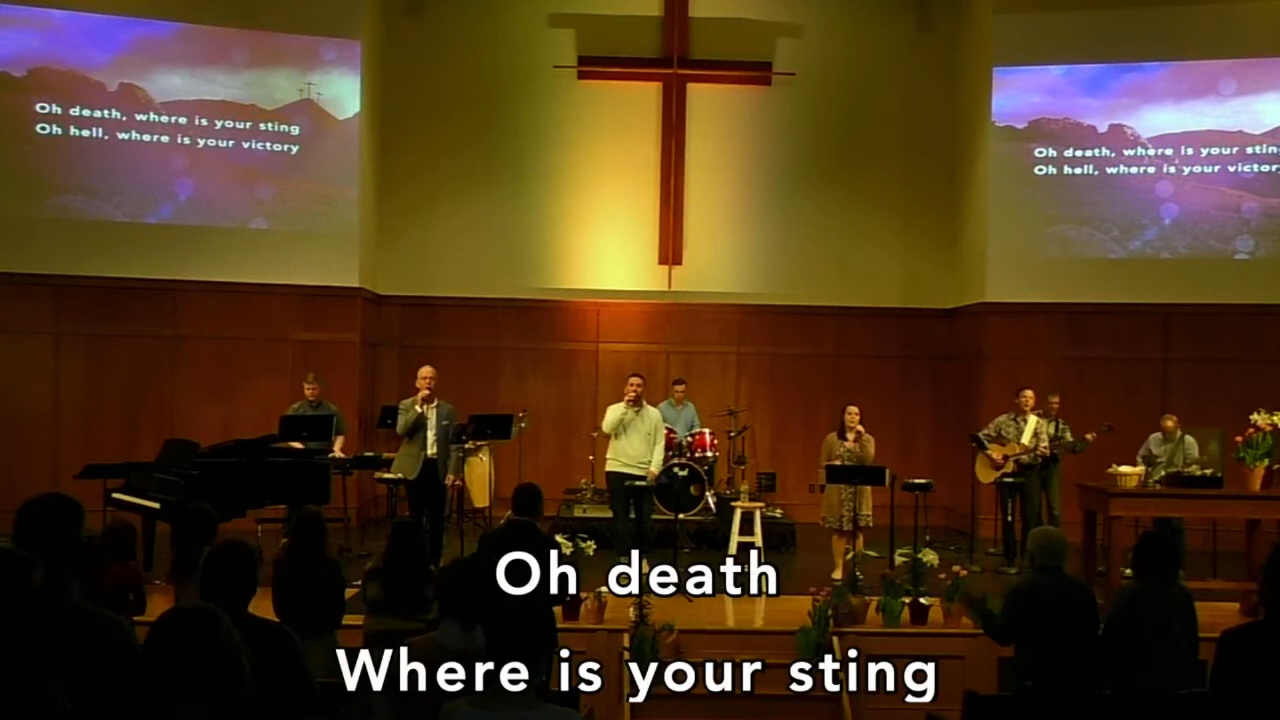 Oh death, where is your sting
Oh hell, where is your victory
Oh death, where is your sting
Oh hell, where is your victory
Oh death
Where is your sting